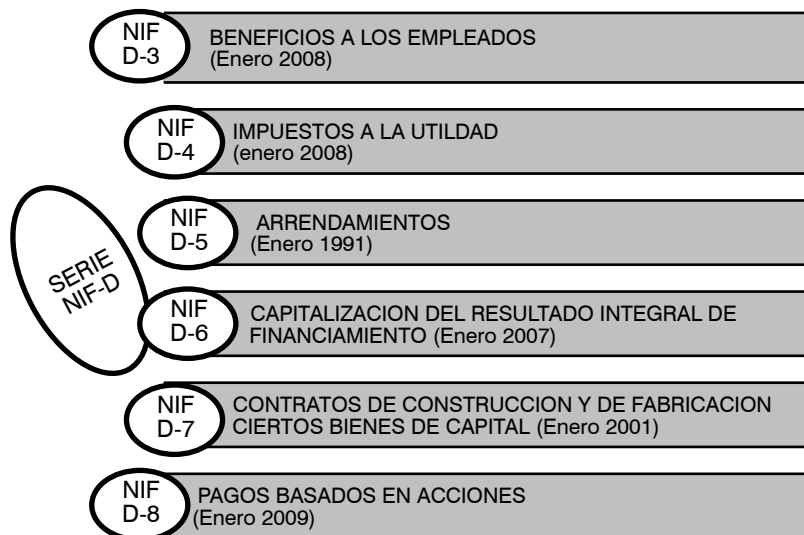 NIF
D-3
BENEFICIOS A LOS EMPLEADOS
(Enero 2008)
NIF
D-4
IMPUESTOS A LA UTILDAD
(enero 2008)
SERIE
NIF-D
NIF
D-5
ARRENDAMIENTOS
(Enero 1991)
NIF
D-6
CAPITALIZACION DEL RESULTADO INTEGRAL DE
FINANCIAMIENTO (Enero 2007)
NIF
D-7
CONTRATOS DE CONSTRUCCION Y DE FABRICACION
CIERTOS BIENES DE CAPITAL (Enero 2001)
NIF
D-8
PAGOS BASADOS EN ACCIONES
(Enero 2009)